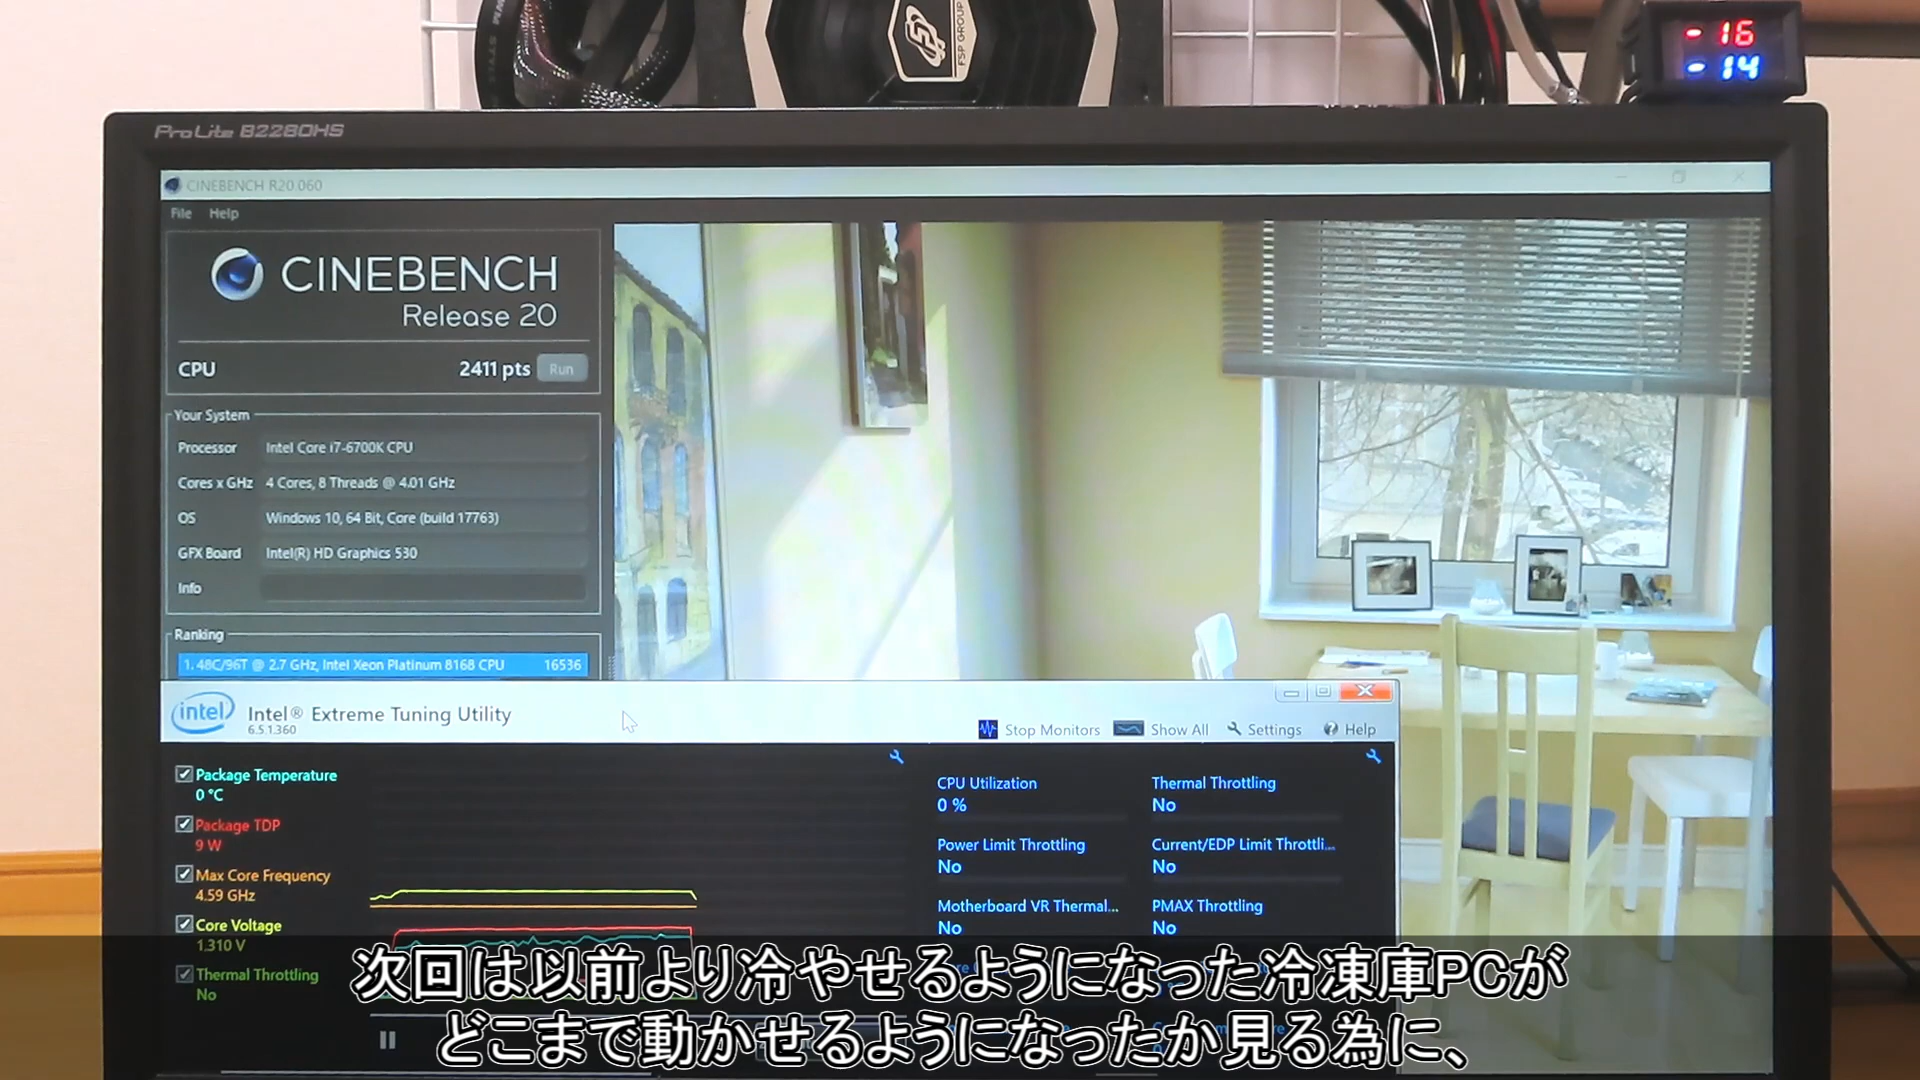 FSP GROUP
-16
-14
ProLite B2280HS
CINEBENCH R20.060
File Help
CINEBENCH
Release 20
CPU 2411 pts Run
Your System
Processor Intel Core i7-6700K CPU
Cores x GHz 4 Cores, 8 Threads @ 4.01 GHz
OS Windows 10, 64 Bit, Core (build 17763)
GFX Board Intel(R) HD Graphics 530
Info
Ranking
1. 48C/96T @ 2.7 GHz, Intel Xeon Platinum 8168 CPU 16536
intel Intel® Extreme Tuning Utility
6.5.1.360
Stop Monitors Show All Settings Help
Package Temperature
0 °C
Package TDP
9 W
Max Core Frequency
4.59 GHz
Core Voltage
1.310 V
Thermal Throttling
No
CPU Utilization
0 %
Thermal Throttling
No
Power Limit Throttling
No
Current/EDP Limit Throttli...
No
Motherboard VR Thermal...
No
PMAX Throttling
No
次回は以前より冷やせるようになった冷凍庫PCが
どこまで動かせるようになったか見る為に、